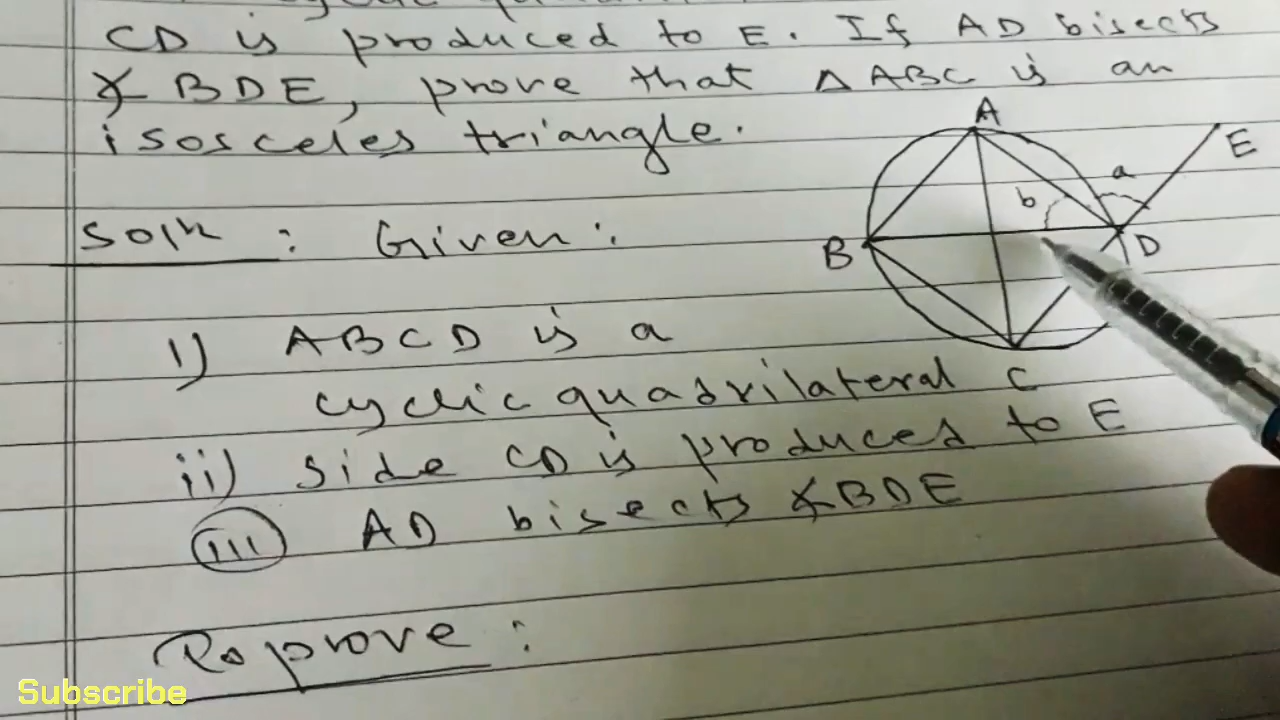 CD is produced to E. If AD bisects
∡BDE, prove that ΔABC is an
isosceles triangle.
A
E
a
b
Soln : Given :
B
D
i) ABCD is a
cyclic quadrilateral
C
ii) Side CD is produced to E
iii) AD bisects ∡BDE
To prove :
Subscribe